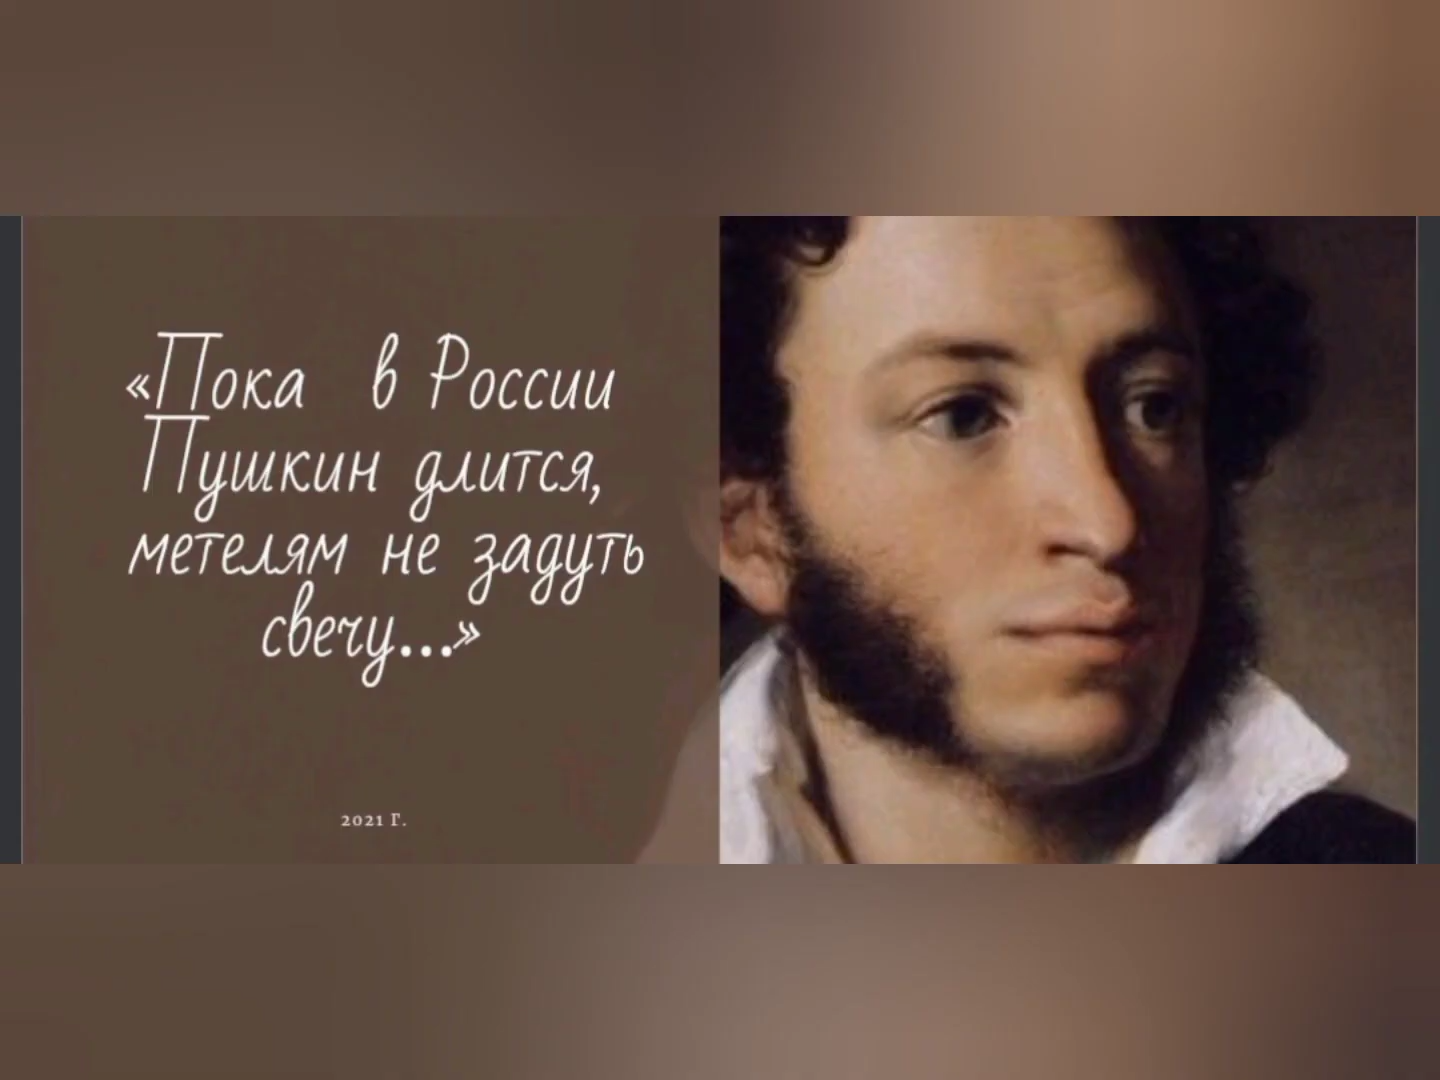 «Пока в России
Пушкин длится,
метелям не задуть
свечу...»
2021 Г.